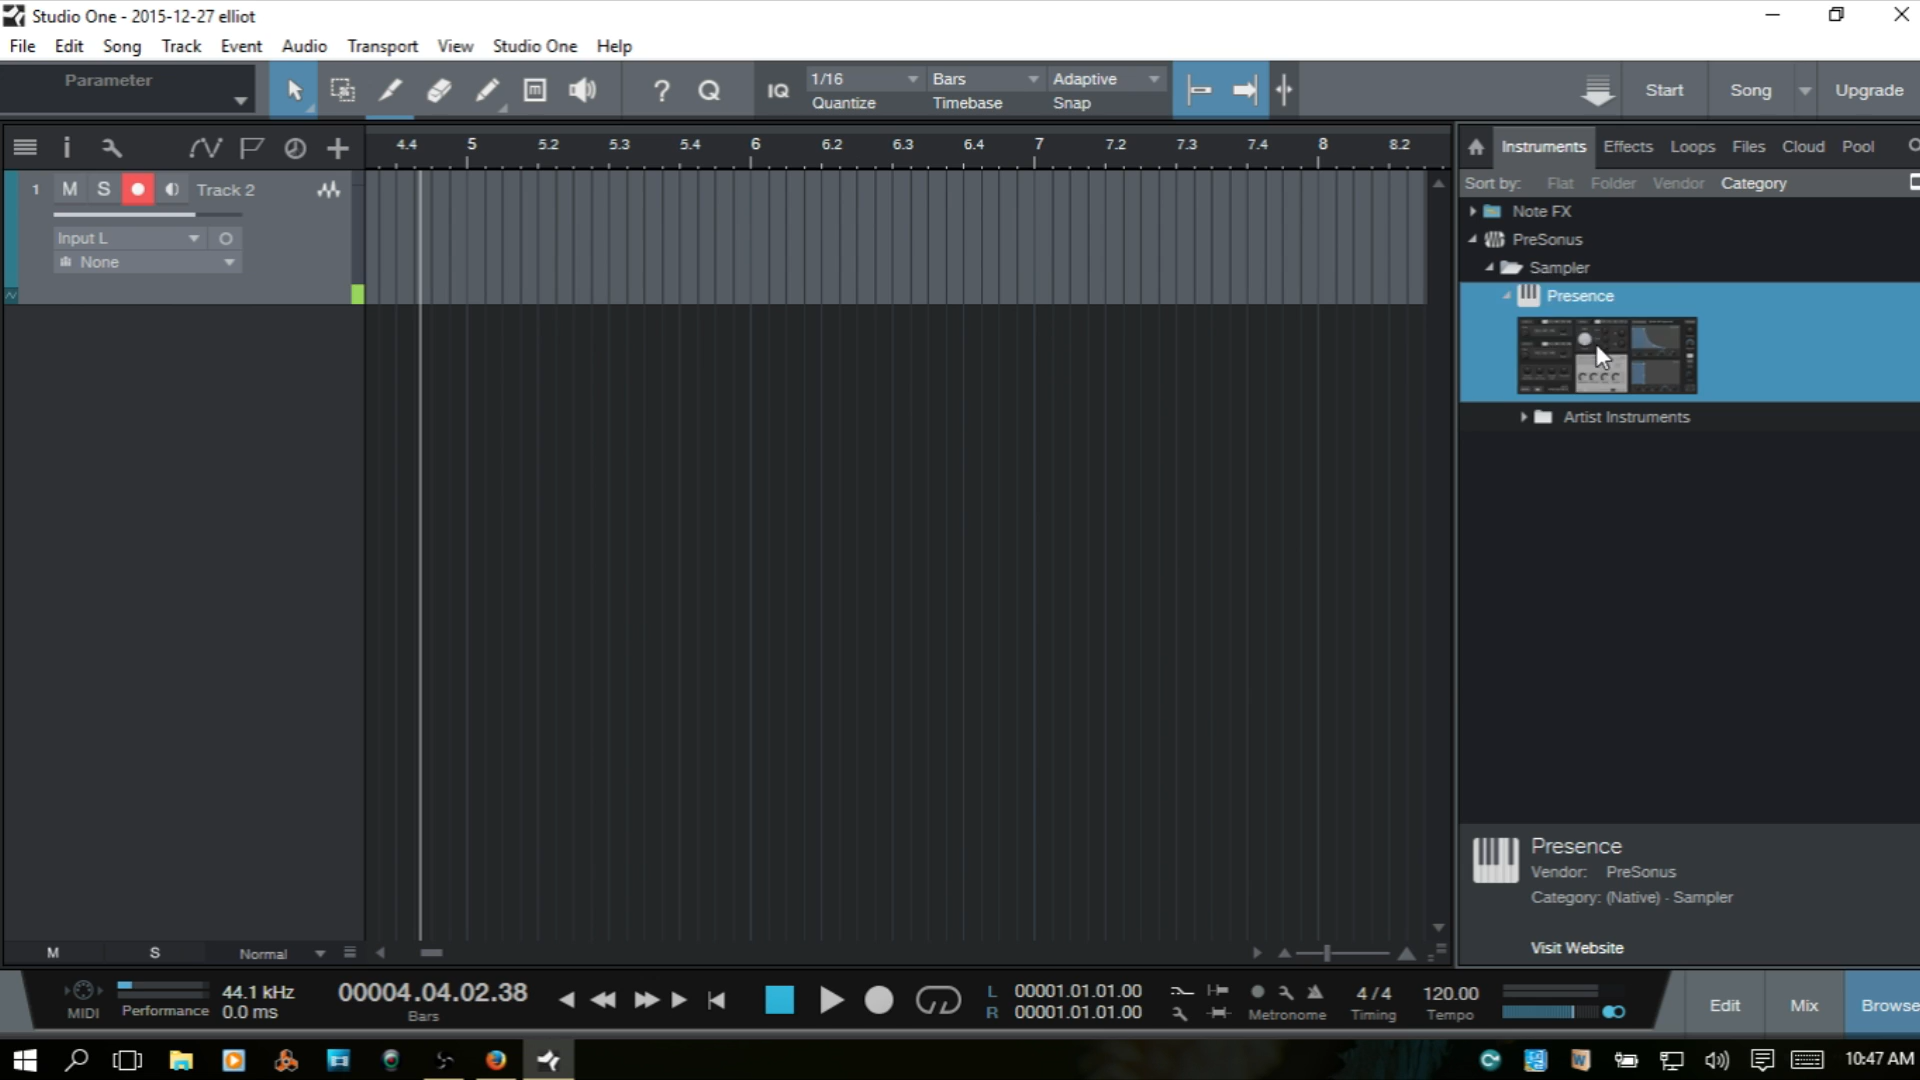 Studio One - 2015-12-27 elliot
File Edit Song Track Event Audio Transport View Studio One Help
Parameter
? Q IQ
1/16 Bars Adaptive
Quantize Timebase Snap
Start Song Upgrade
4.4 5 5.2 5.3 5.4 6 6.2 6.3 6.4 7 7.2 7.3 7.4 8 8.2
Instruments Effects Loops Files Cloud Pool
1 M S Track 2
Input L
None
Sort by: Flat Folder Vendor Category
Note FX
PreSonus
Sampler
Presence
Artist Instruments
Presence
Vendor: PreSonus
Category: (Native) - Sampler
Visit Website
M S Normal
MIDI
Performance
44.1 kHz
0.0 ms
00004.04.02.38
Bars
L 00001.01.01.00
R 00001.01.01.00
Metronome
4 / 4
Timing
120.00
Tempo
Edit Mix Browse
10:47 AM